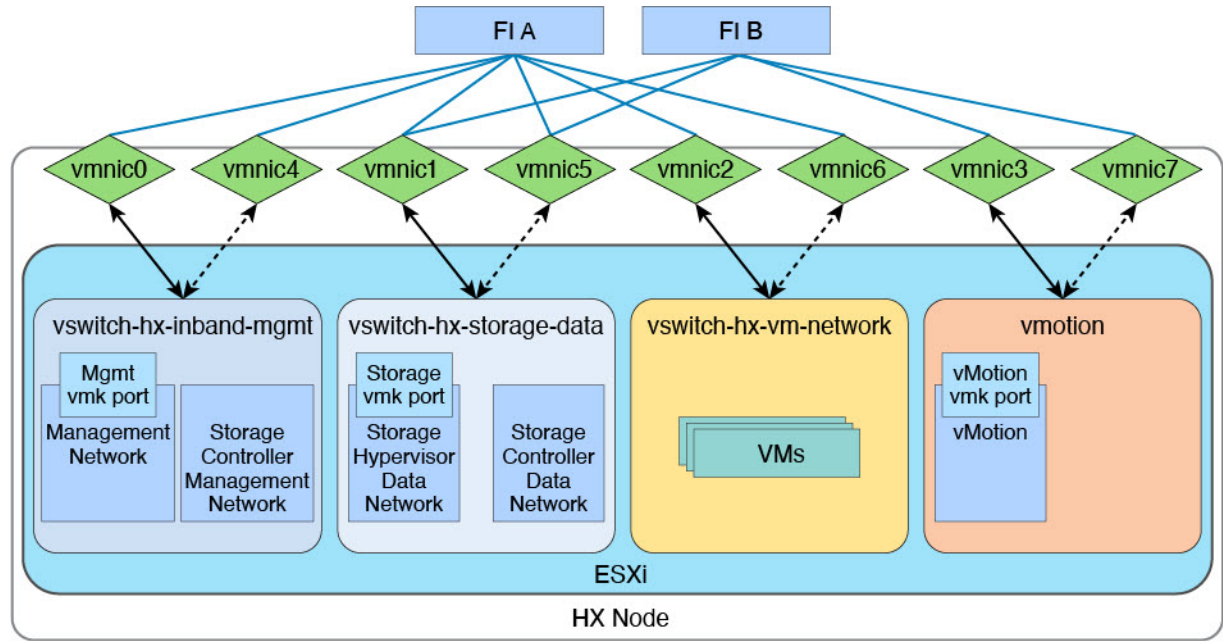 FI A
FI B
vmnic0
vmnic4
vmnic1
vmnic5
vmnic2
vmnic6
vmnic3
vmnic7
vswitch-hx-inband-mgmt
Mgmt
vmk port
Management
Network
Storage
Controller
Management
Network
vswitch-hx-storage-data
Storage
vmk port
Storage
Hypervisor
Data
Network
Storage
Controller
Data
Network
vswitch-hx-vm-network
VMs
vmotion
vMotion
vmk port
vMotion
ESXi
HX Node